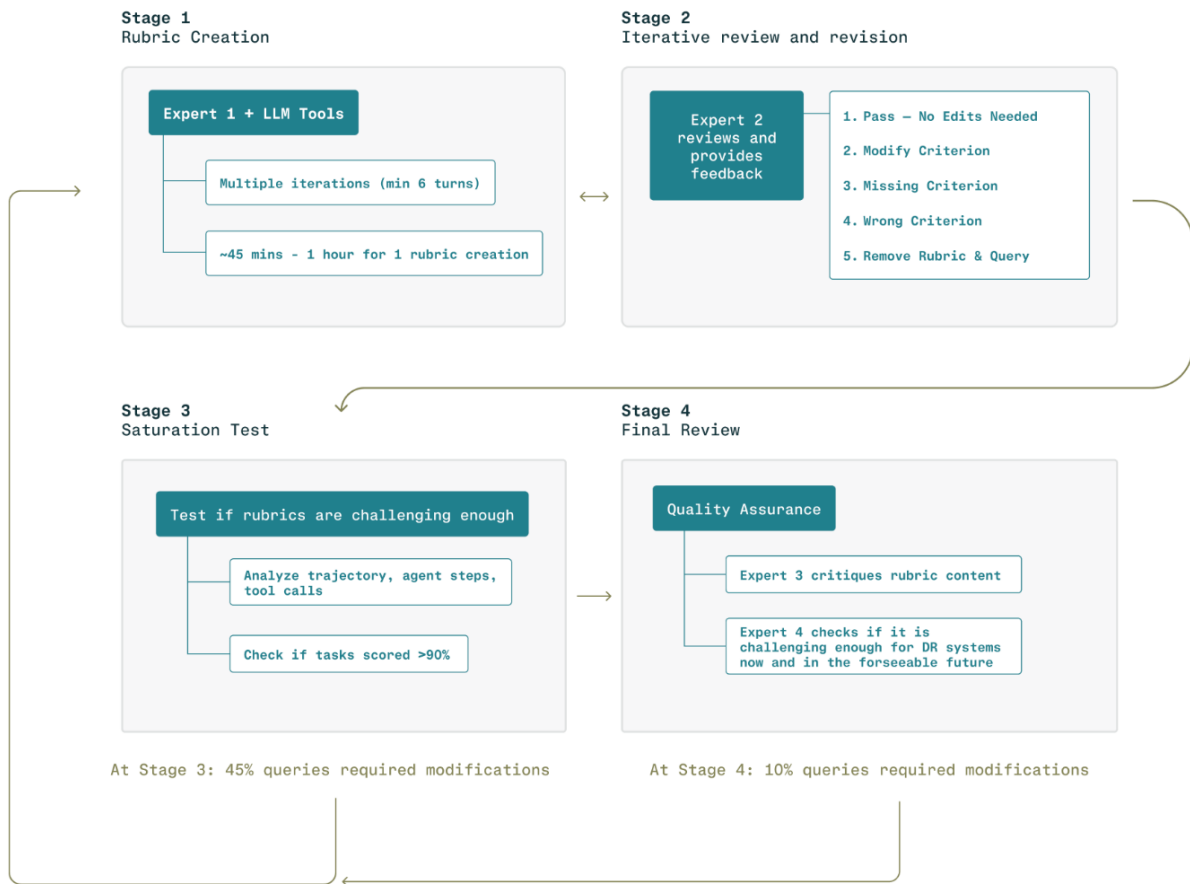 Stage 1
Rubric Creation
Expert 1 + LLM Tools
Multiple iterations (min 6 turns)
~45 mins - 1 hour for 1 rubric creation
Stage 2
Iterative review and revision
Expert 2
reviews and
provides
feedback
1. Pass — No Edits Needed
2. Modify Criterion
3. Missing Criterion
4. Wrong Criterion
5. Remove Rubric & Query
Stage 3
Saturation Test
Test if rubrics are challenging enough
Analyze trajectory, agent steps,
tool calls
Check if tasks scored >90%
At Stage 3: 45% queries required modifications
Stage 4
Final Review
Quality Assurance
Expert 3 critiques rubric content
Expert 4 checks if it is
challenging enough for DR systems
now and in the forseeable future
At Stage 4: 10% queries required modifications